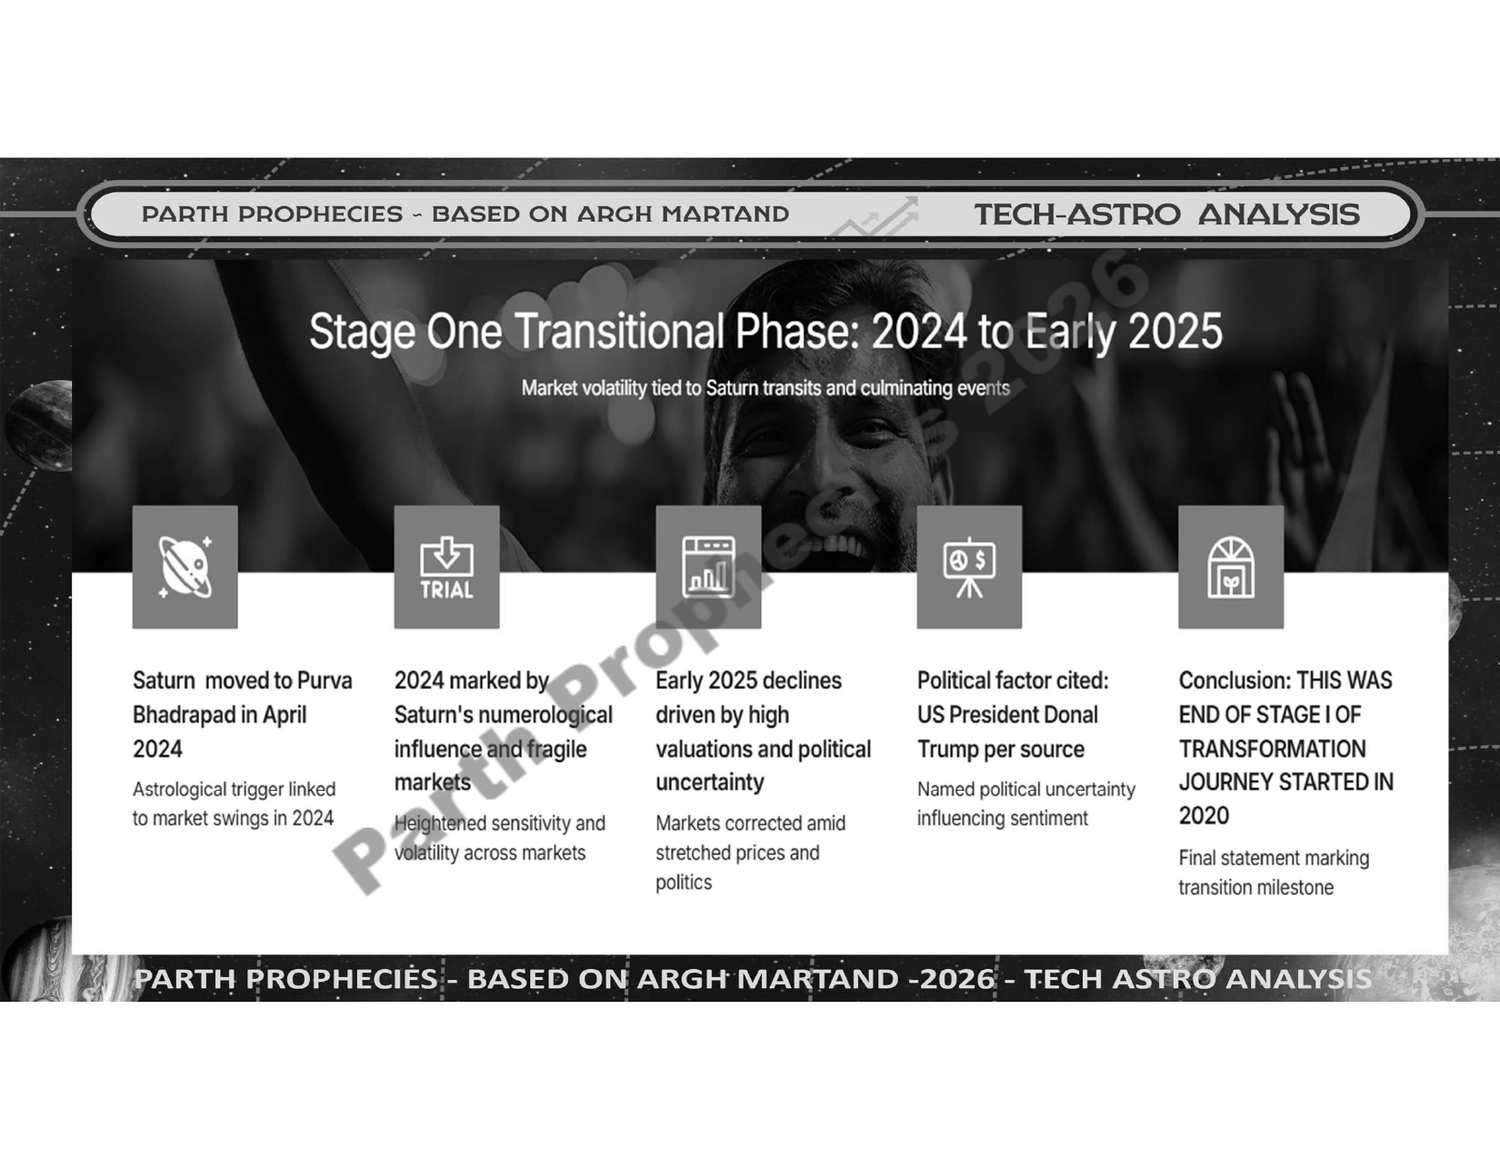 PARTH PROPHECIES - BASED ON ARGH MARTAND
TECH-ASTRO ANALYSIS
Stage One Transitional Phase: 2024 to Early 2025
Market volatility tied to Saturn transits and culminating events
TRIAL
$
Saturn moved to Purva
Bhadrapad in April
2024
Astrological trigger linked
to market swings in 2024
2024 marked by
Saturn's numerological
influence and fragile
markets
Heightened sensitivity and
volatility across markets
Early 2025 declines
driven by high
valuations and political
uncertainty
Markets corrected amid
stretched prices and
politics
Political factor cited:
US President Donal
Trump per source
Named political uncertainty
influencing sentiment
Conclusion: THIS WAS
END OF STAGE I OF
TRANSFORMATION
JOURNEY STARTED IN
2020
Final statement marking
transition milestone
Parth Prophecies 2026
PARTH PROPHECIES - BASED ON ARGH MARTAND -2026 - TECH ASTRO ANALYSIS